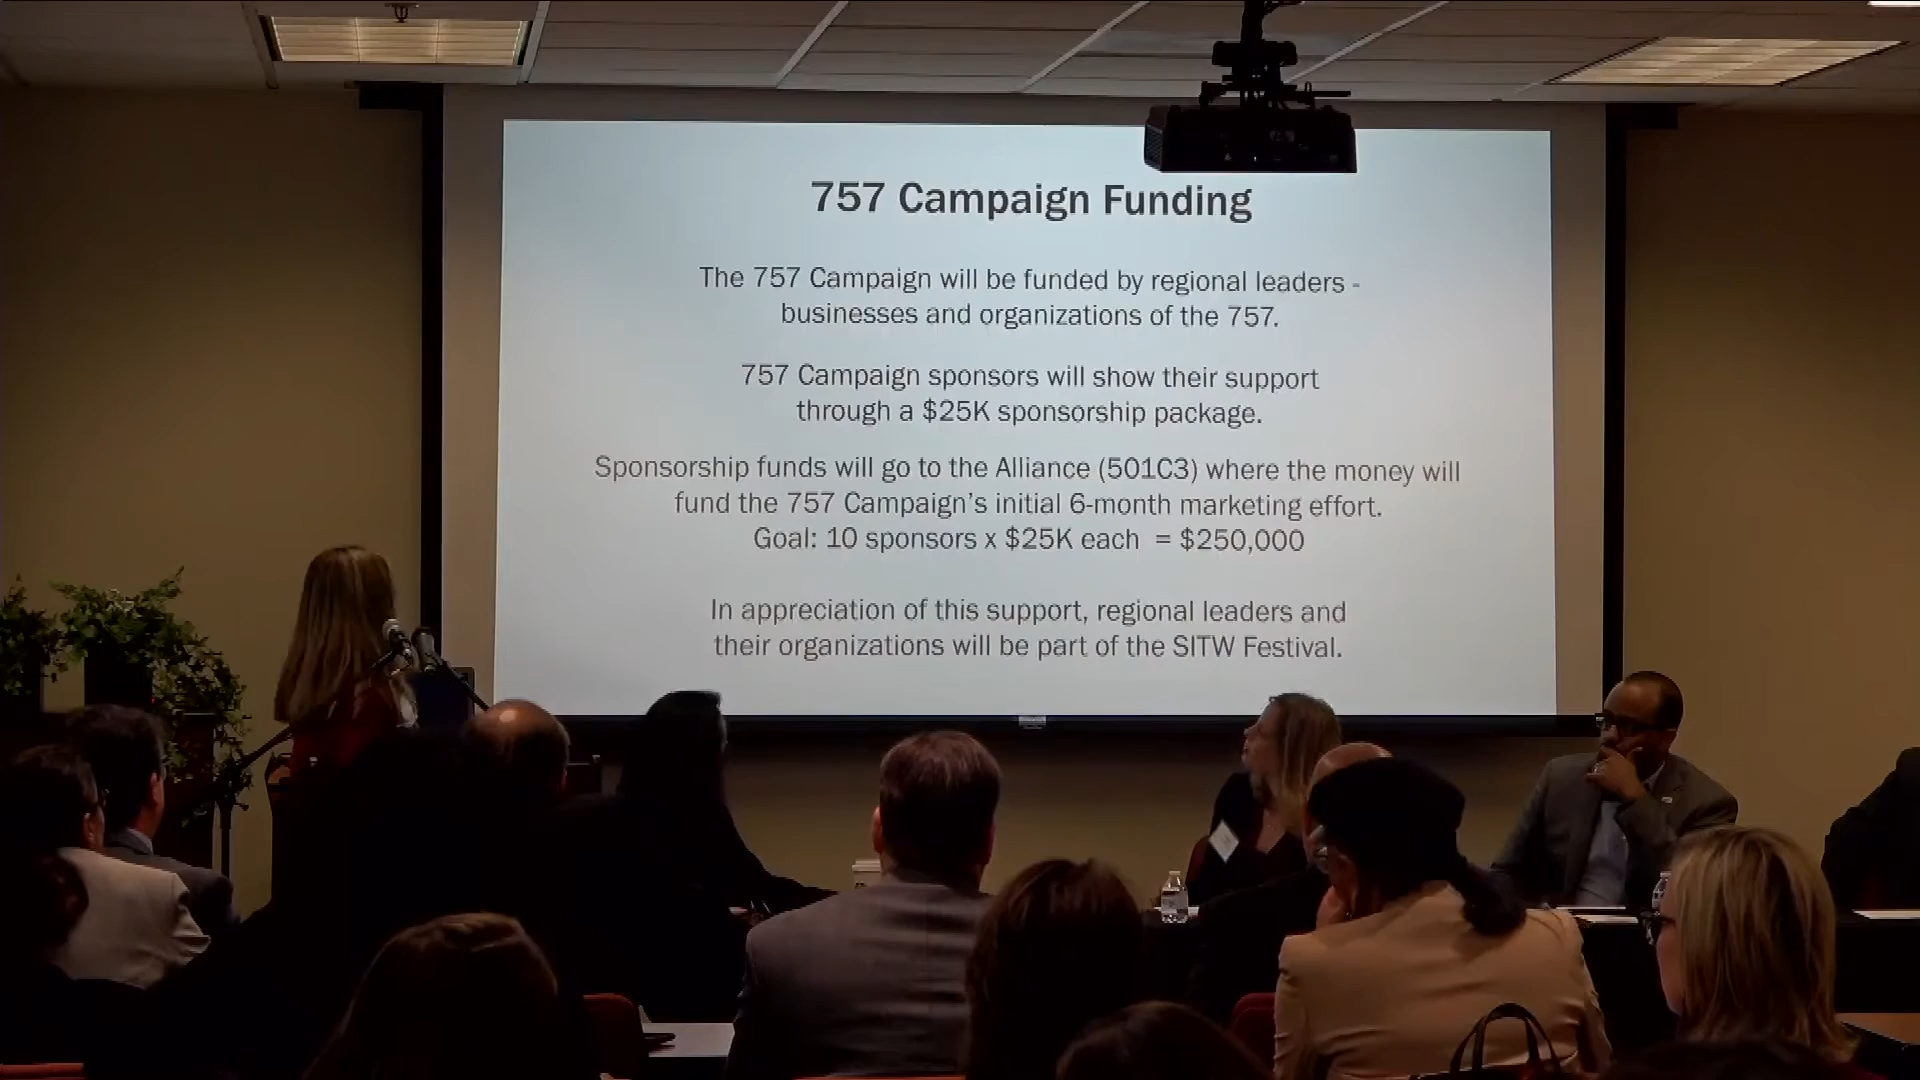 757 Campaign Funding
The 757 Campaign will be funded by regional leaders -
businesses and organizations of the 757.
757 Campaign sponsors will show their support
through a $25K sponsorship package.
Sponsorship funds will go to the Alliance (501C3) where the money will
fund the 757 Campaign's initial 6-month marketing effort.
Goal: 10 sponsors x $25K each = $250,000
In appreciation of this support, regional leaders and
their organizations will be part of the SITW Festival.